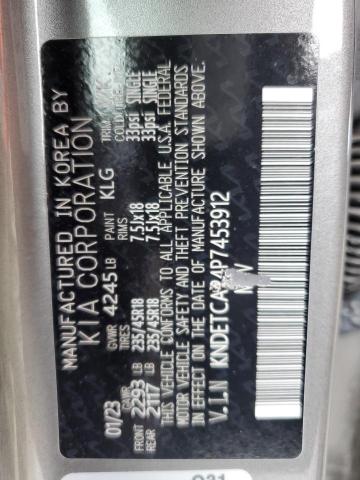 MANUFACTURED IN KOREA BY
KIA CORPORATION
01/23 GVWR 4245 LB PAINT KLG TRIM
TIRES RIMS COLD
FRONT 2293 LB 235/45R18 7.5Jx18 33psi SINGLE
REAR 2117 LB 235/45R18 7.5Jx18 33psi SINGLE
THIS VEHICLE CONFORMS TO ALL APPLICABLE U.S.A. FEDERAL
MOTOR VEHICLE SAFETY AND THEFT PREVENTION STANDARDS
IN EFFECT ON THE DATE OF MANUFACTURE SHOWN ABOVE.
V.I.N